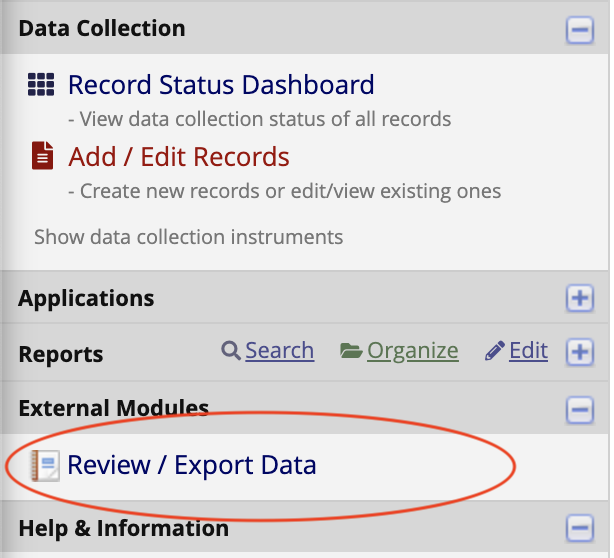 Data Collection
Record Status Dashboard
- View data collection status of all records
Add / Edit Records
- Create new records or edit/view existing ones
Show data collection instruments
Applications
Reports Search Organize Edit
External Modules
Review / Export Data
Help & Information